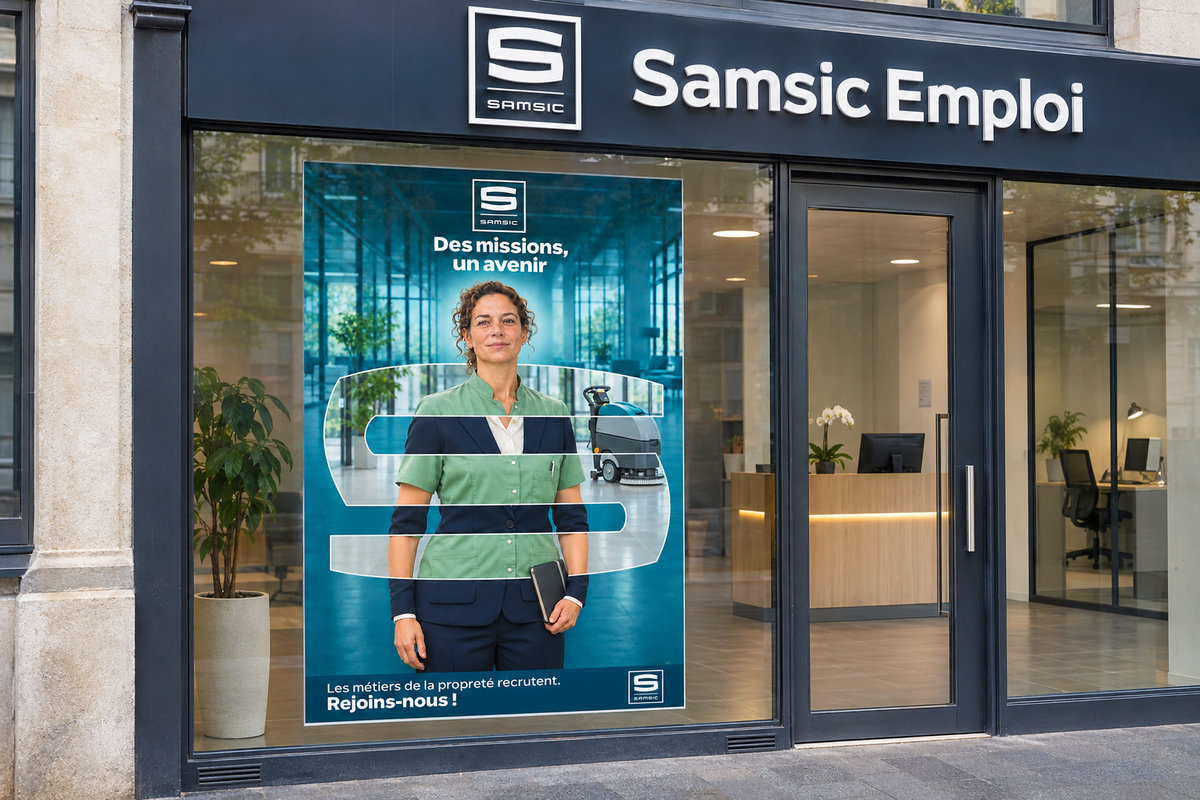 SAMSIC
Samsic Emploi
SAMSIC
Des missions,
un avenir
Les métiers de la propreté recrutent.
Rejoins-nous !
SAMSIC